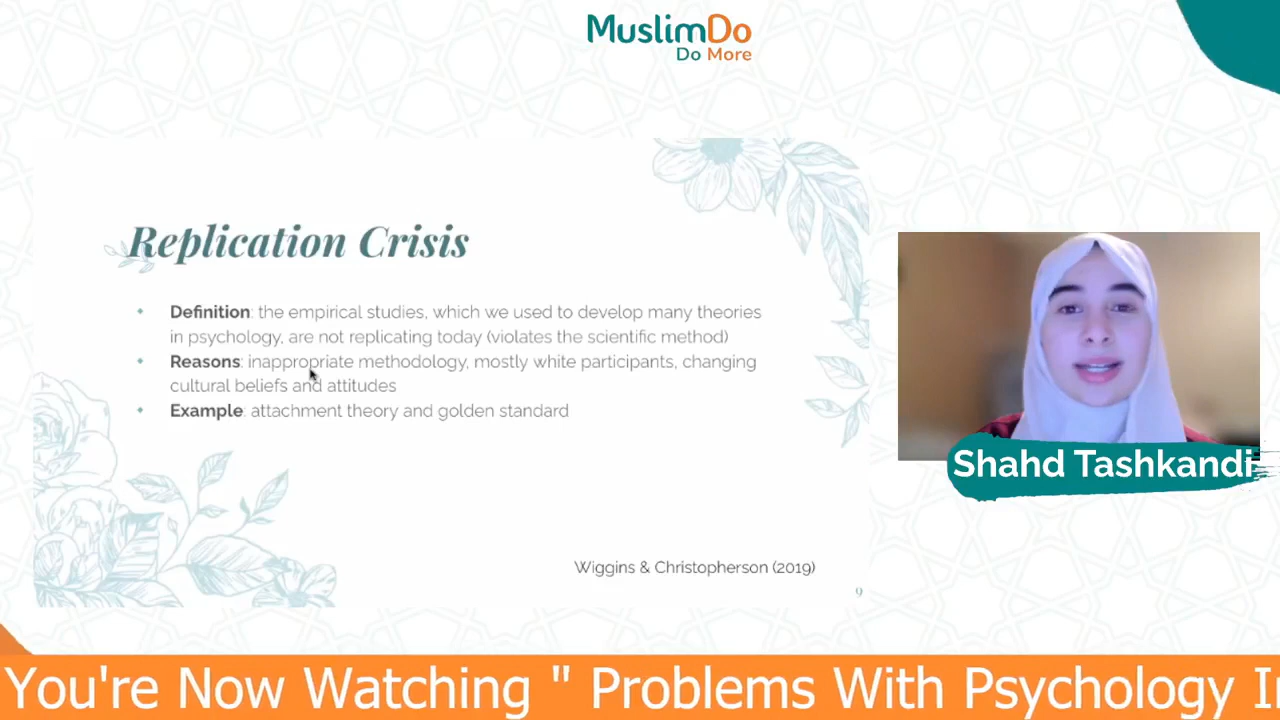 MuslimDo
Do More
Replication Crisis
Definition: the empirical studies, which we used to develop many theories
in psychology, are not replicating today (violates the scientific method)
Reasons: inappropriate methodology, mostly white participants, changing
cultural beliefs and attitudes
Example: attachment theory and golden standard
Wiggins & Christopherson (2019)
9
Shahd Tashkandi
You're Now Watching " Problems With Psychology